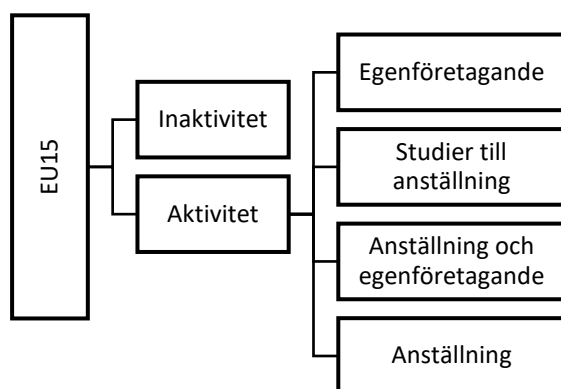 EU15
Inaktivitet
Aktivitet
Egenföretagande
Studier till
anställning
Anställning och
egenföretagande
Anställning